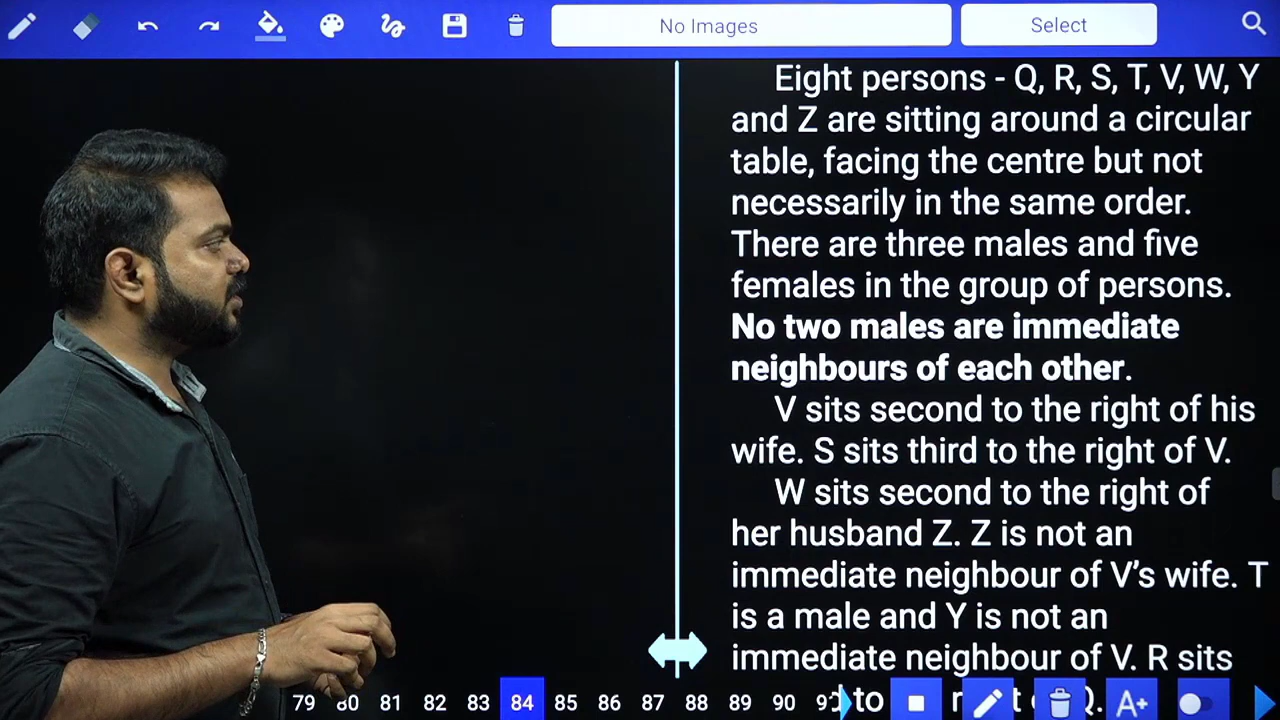 No Images
Select
Eight persons - Q, R, S, T, V, W, Y
and Z are sitting around a circular
table, facing the centre but not
necessarily in the same order.
There are three males and five
females in the group of persons.
No two males are immediate
neighbours of each other.
V sits second to the right of his
wife. S sits third to the right of V.
W sits second to the right of
her husband Z. Z is not an
immediate neighbour of V's wife. T
is a male and Y is not an
immediate neighbour of V. R sits
to Q.
79 80 81 82 83 84 85 86 87 88 89 90
A+